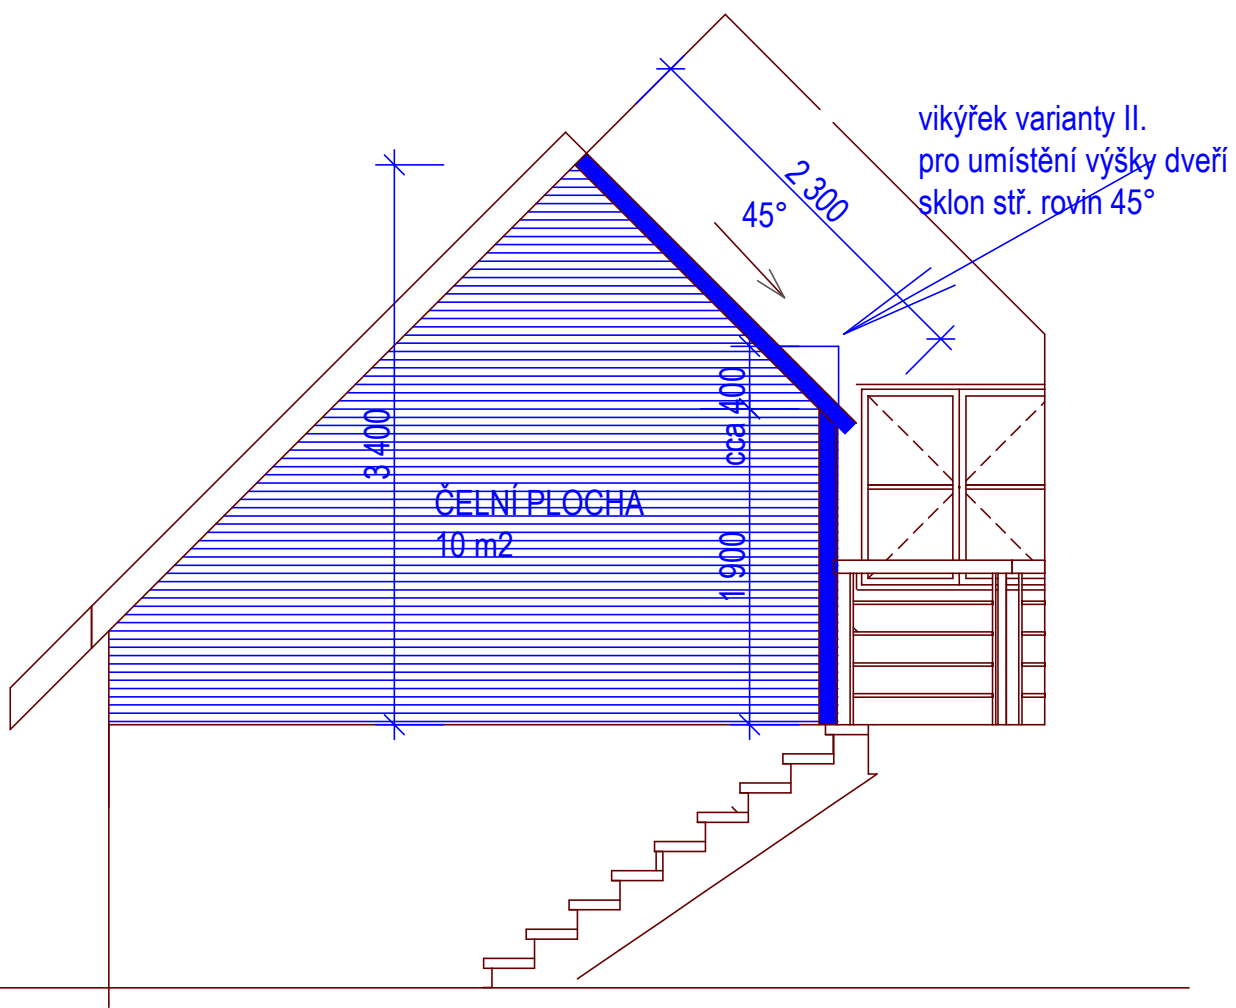 vikýřek varianty II.
pro umístění výšky dveří
sklon stř. rovin 45°
2 300
45°
cca 400
3 400
ČELNÍ PLOCHA
10 m2
1 900